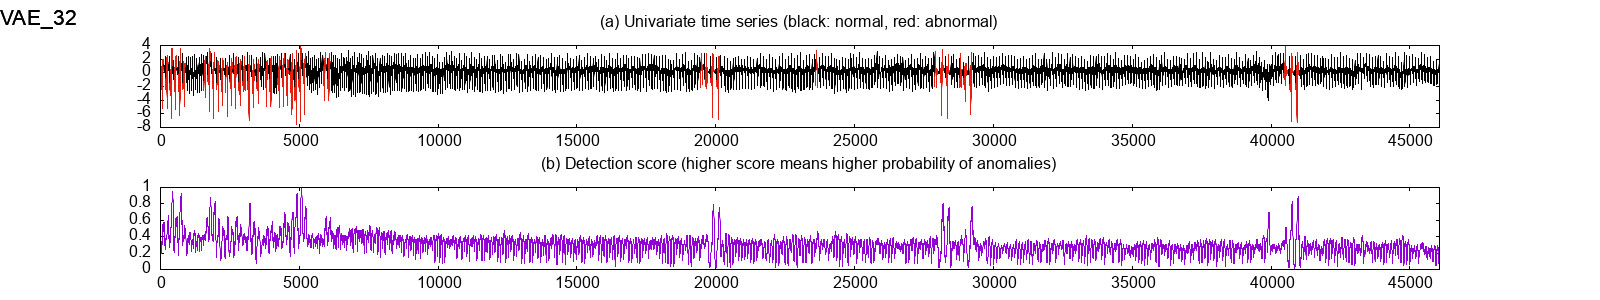 VAE_32
(a) Univariate time series (black: normal, red: abnormal)
4
2
0
-2
-4
-6
-8
0 5000 10000 15000 20000 25000 30000 35000 40000 45000
(b) Detection score (higher score means higher probability of anomalies)
1
0.8
0.6
0.4
0.2
0
0 5000 10000 15000 20000 25000 30000 35000 40000 45000